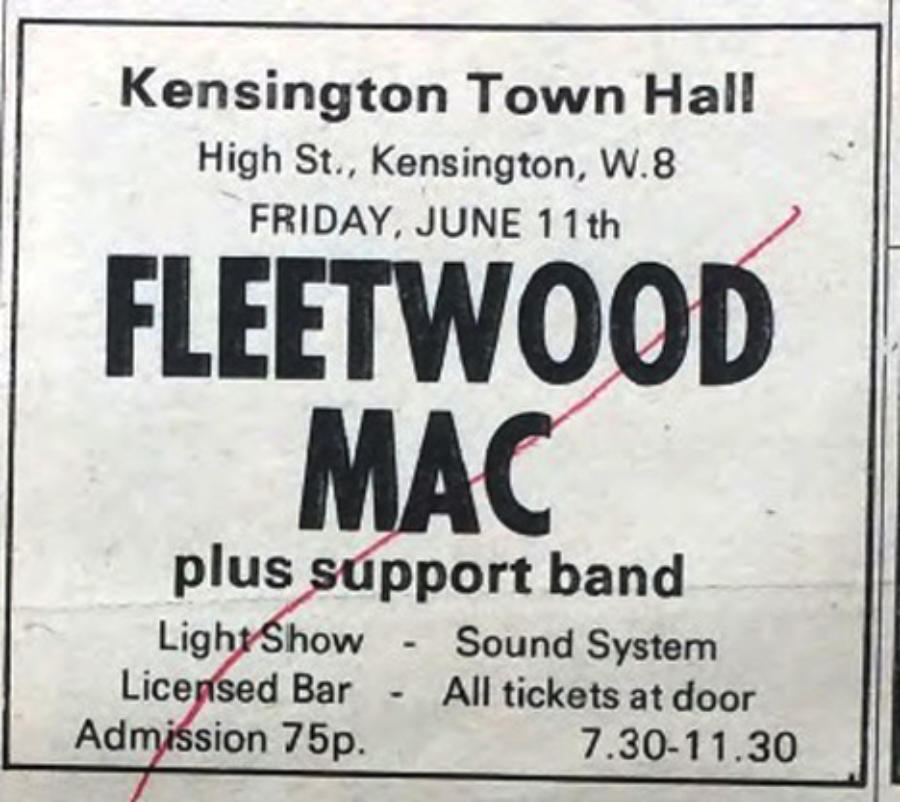 Kensington Town Hall
High St., Kensington, W.8
FRIDAY, JUNE 11th
FLEETWOOD
MAC
plus support band
Light Show - Sound System
Licensed Bar - All tickets at door
Admission 75p. 7.30-11.30